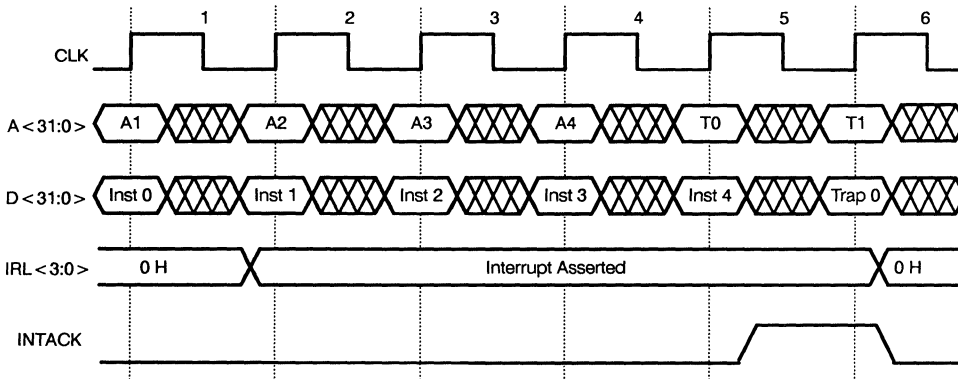 1 2 3 4 5 6
CLK
A<31:0> A1 A2 A3 A4 T0 T1
D<31:0> Inst 0 Inst 1 Inst 2 Inst 3 Inst 4 Trap 0
IRL<3:0> 0 H Interrupt Asserted 0 H
INTACK